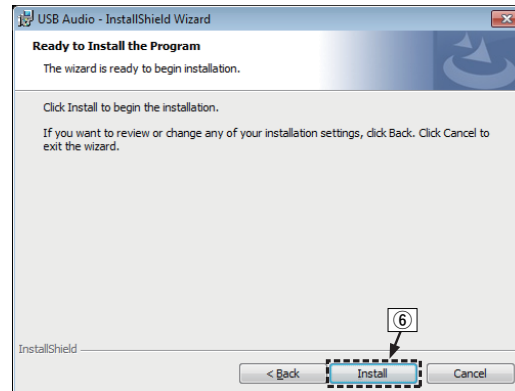 USB Audio - InstallShield Wizard
Ready to Install the Program
The wizard is ready to begin installation.
Click Install to begin the installation.
If you want to review or change any of your installation settings, click Back. Click Cancel to
exit the wizard.
⑥
InstallShield
< Back Install Cancel